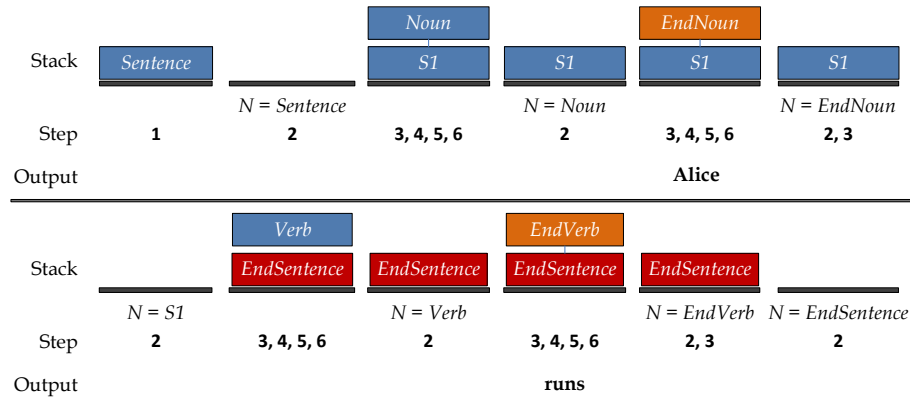 Noun EndNoun
Stack Sentence S1 S1 S1 S1
N = Sentence N = Noun N = EndNoun
Step 1 2 3, 4, 5, 6 2 3, 4, 5, 6 2, 3
Output Alice
Verb EndVerb
Stack EndSentence EndSentence EndSentence EndSentence
N = S1 N = Verb N = EndVerb N = EndSentence
Step 2 3, 4, 5, 6 2 3, 4, 5, 6 2, 3 2
Output runs